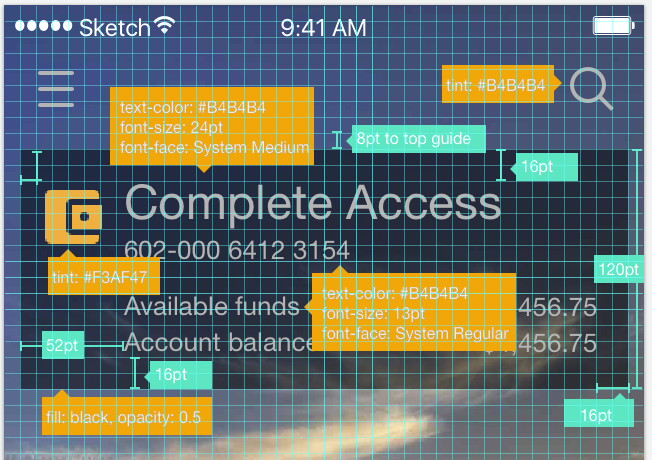 Sketch 9:41 AM
tint: #B4B4B4
text-color: #B4B4B4
font-size: 24pt
font-face: System Medium
8pt to top guide
16pt
Complete Access
602-000 6412 3154
120pt
tint: #F3AF47
text-color: #B4B4B4
font-size: 13pt
font-face: System Regular
Available funds 456.75
52pt
Account balance ,456.75
16pt
fill: black, opacity: 0.5
16pt